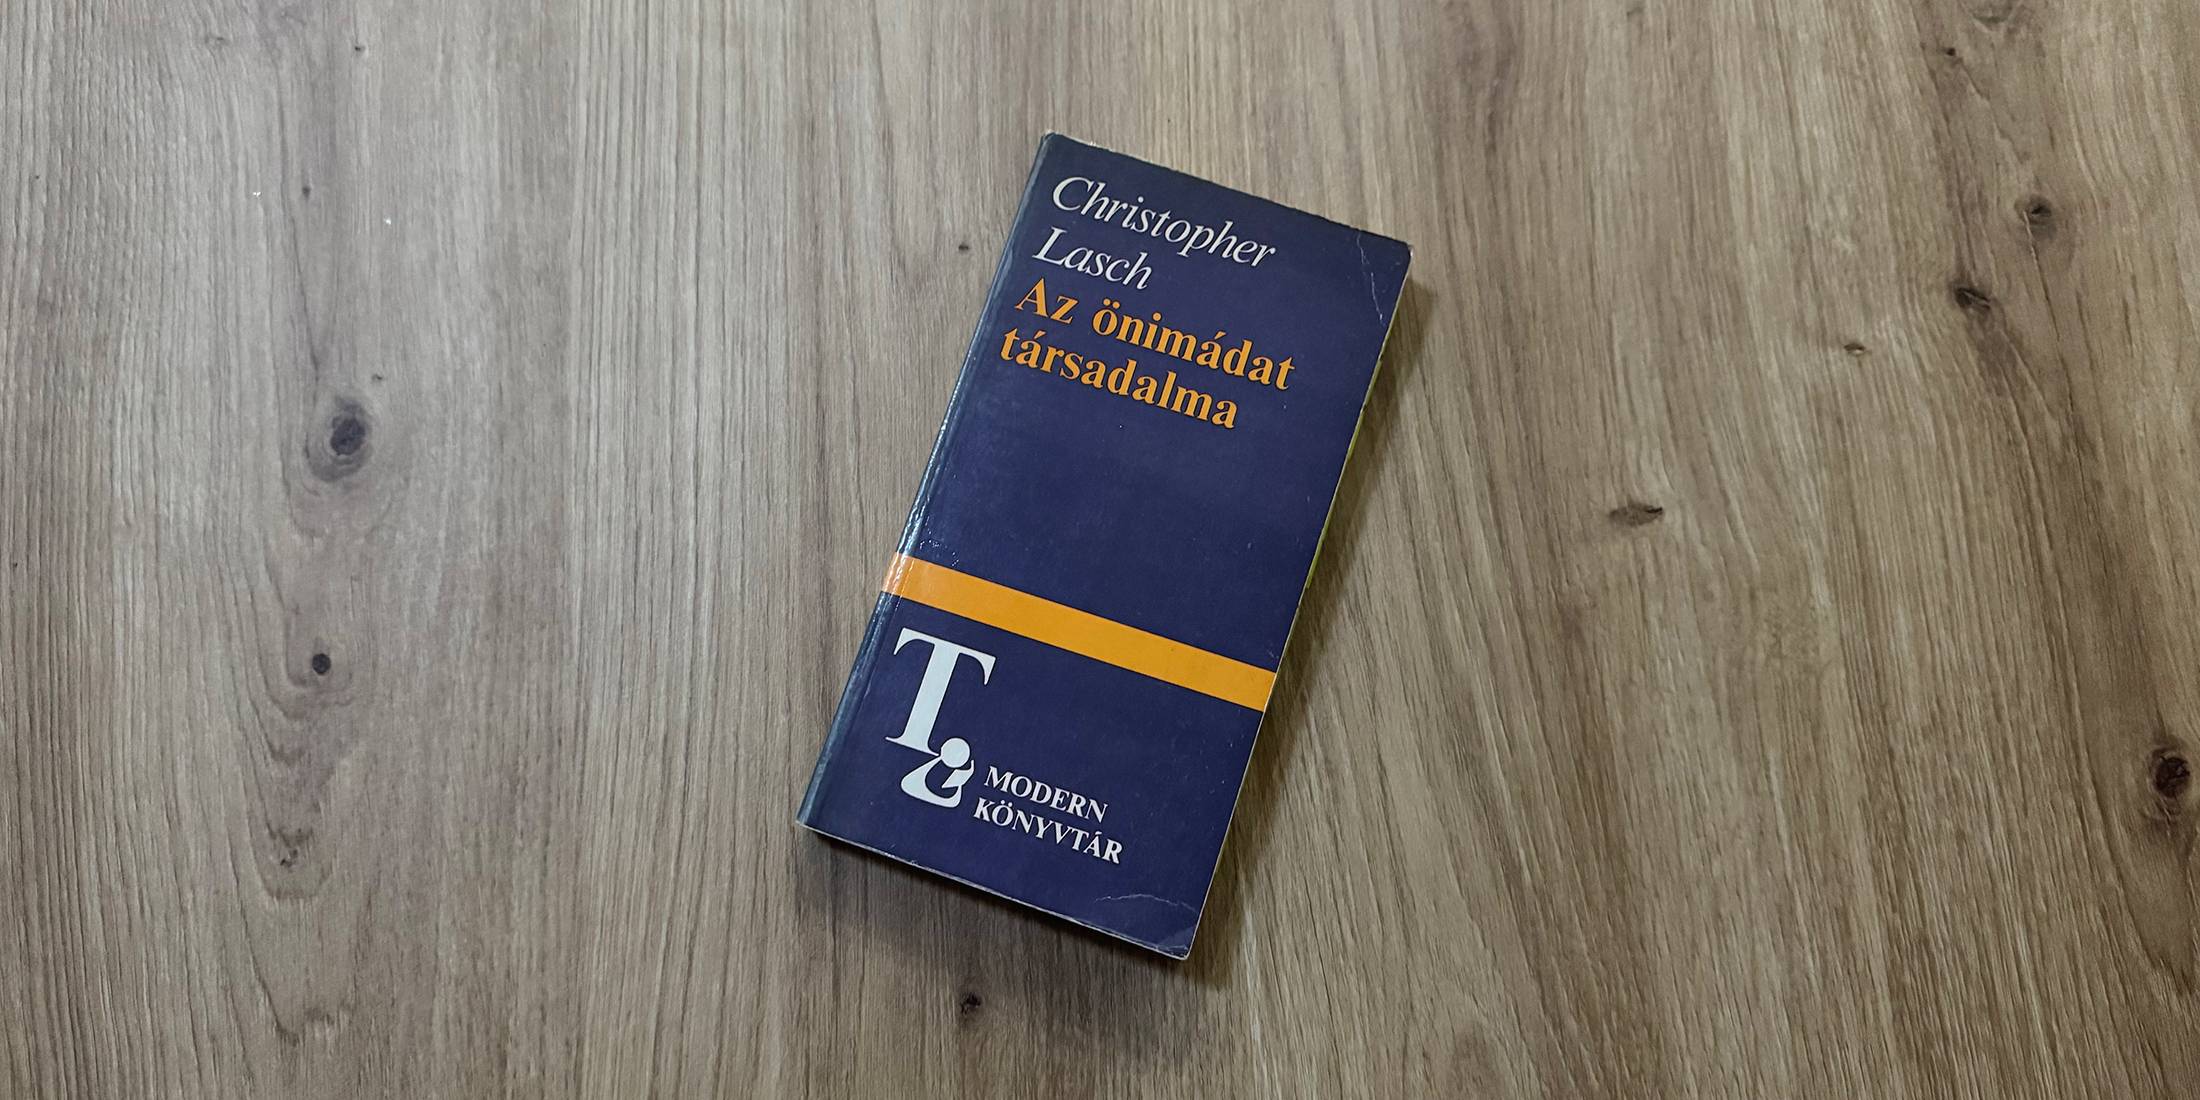 Christopher
Lasch
Az önimádat
társadalma
T
MODERN
KÖNYVTÁR